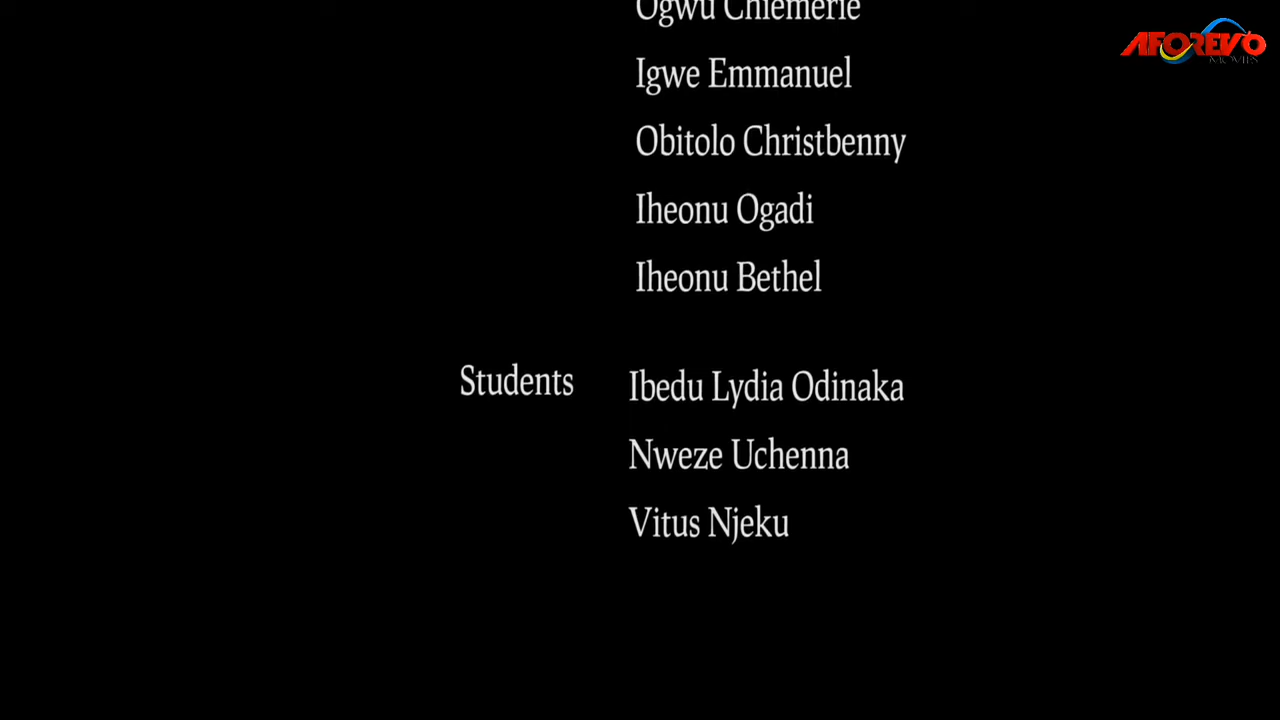 Ogwu Chiemerie
AFOREVO
MOVIES
Igwe Emmanuel
Obitolo Christbenny
Iheonu Ogadi
Iheonu Bethel
Students Ibedu Lydia Odinaka
Nweze Uchenna
Vitus Njeku